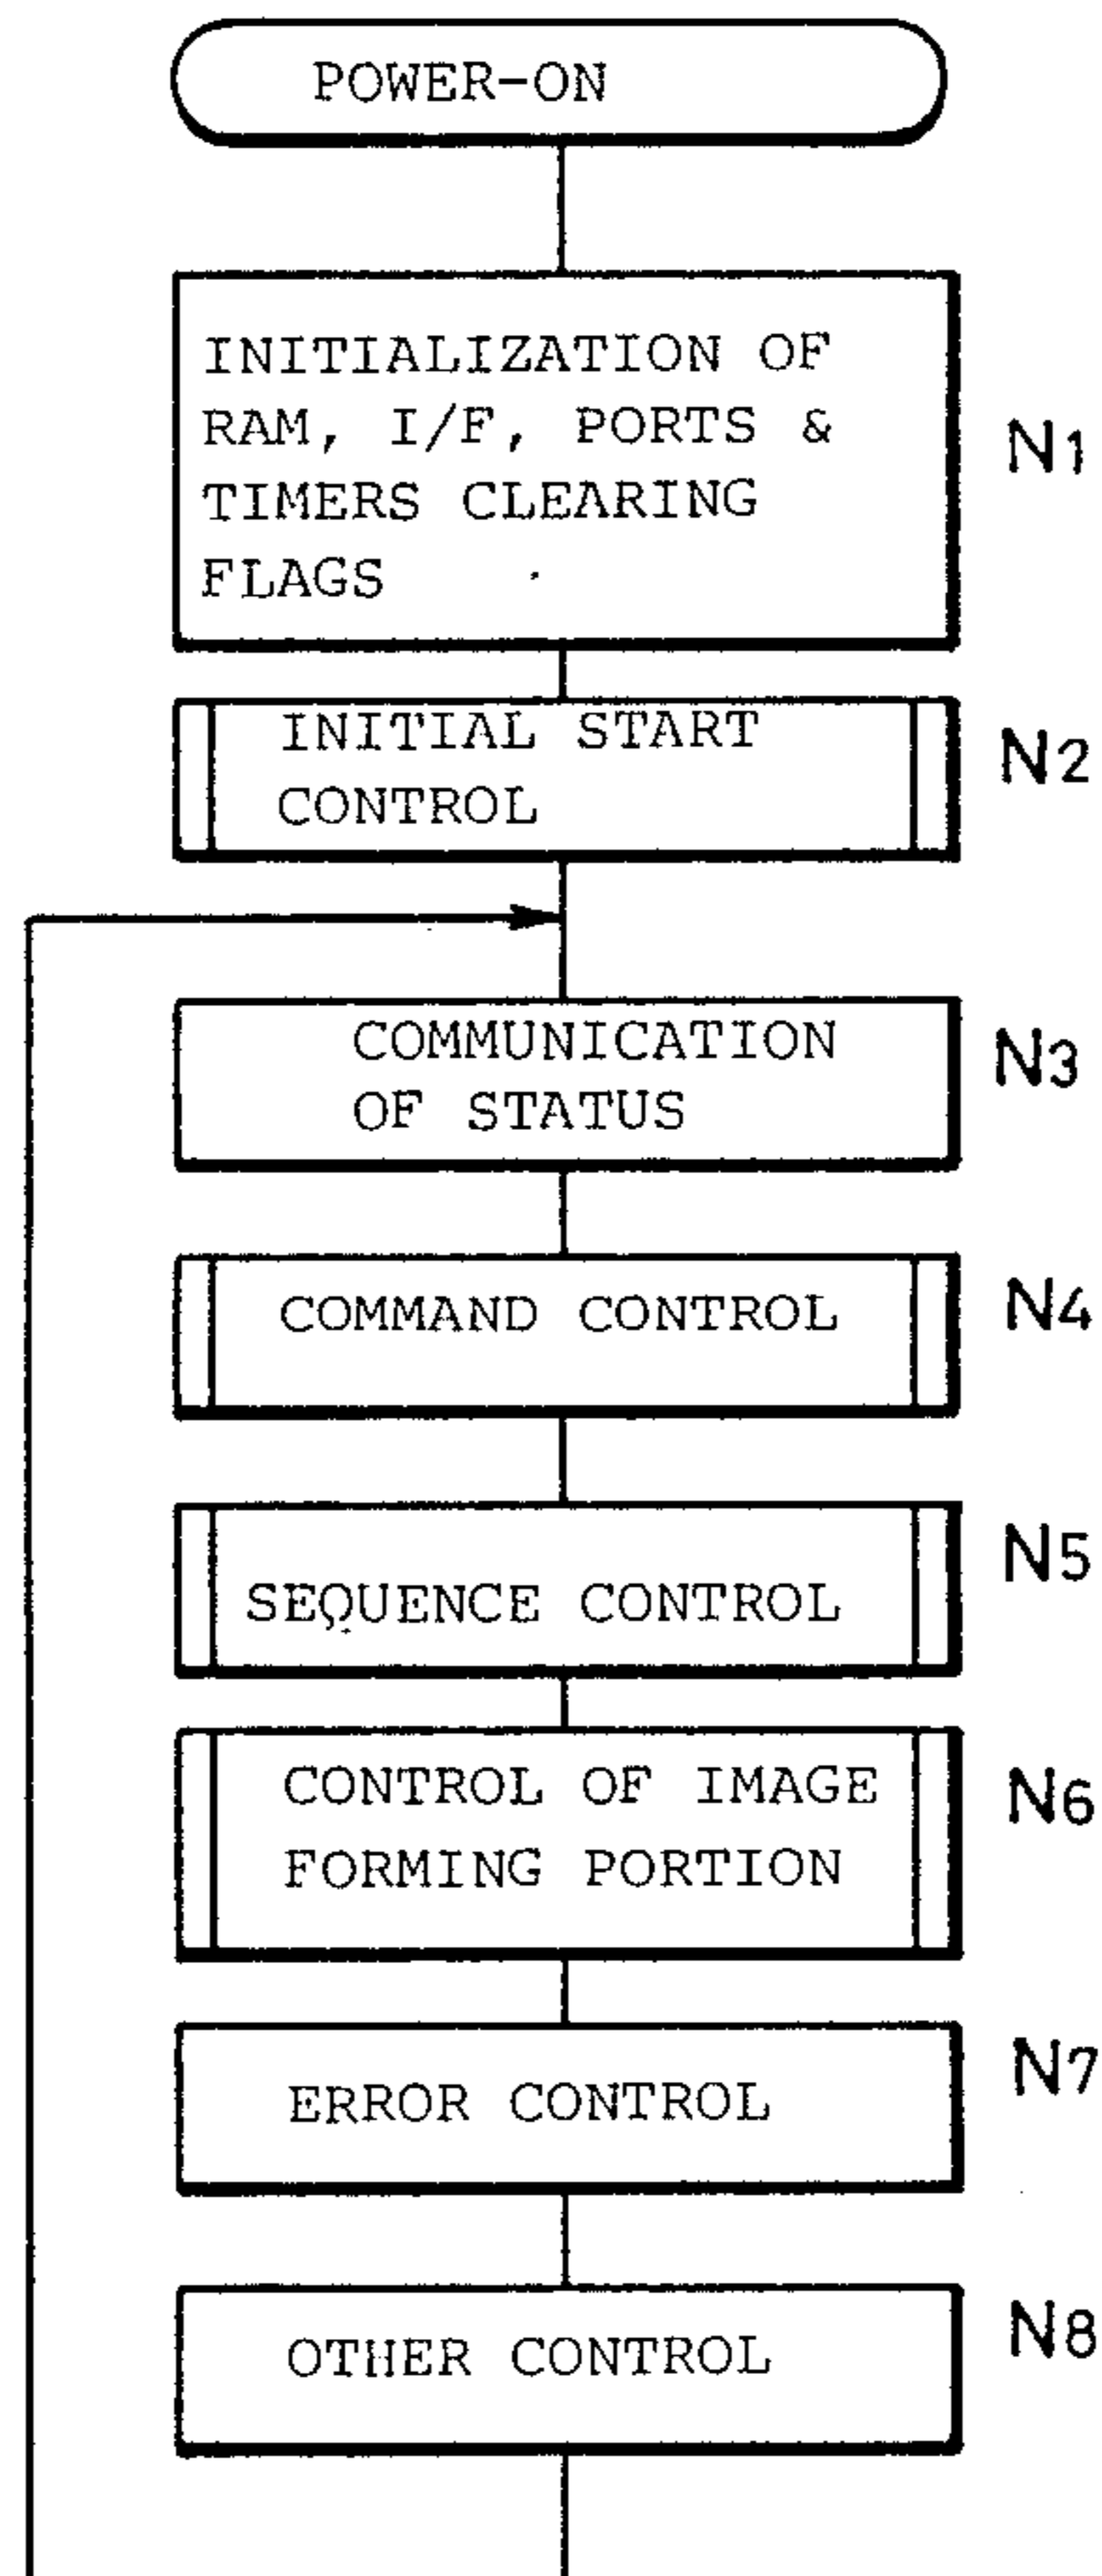 POWER-ON
INITIALIZATION OF
RAM, I/F, PORTS &
TIMERS CLEARING
FLAGS
N1
INITIAL START
CONTROL
N2
COMMUNICATION
OF STATUS
N3
COMMAND CONTROL
N4
SEQUENCE CONTROL
N5
CONTROL OF IMAGE
FORMING PORTION
N6
ERROR CONTROL
N7
OTHER CONTROL
N8